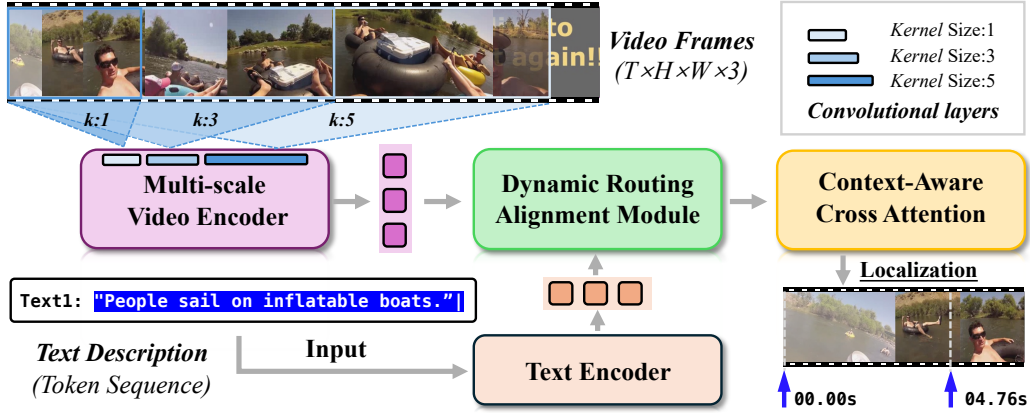 to
again!!
Video Frames
(T×H×W×3)
Kernel Size:1
Kernel Size:3
Kernel Size:5
Convolutional layers
k:1
k:3
k:5
Multi-scale
Video Encoder
Dynamic Routing
Alignment Module
Context-Aware
Cross Attention
Localization
Text1: "People sail on inflatable boats.”|
Text Description
(Token Sequence)
Input
Text Encoder
00.00s
04.76s